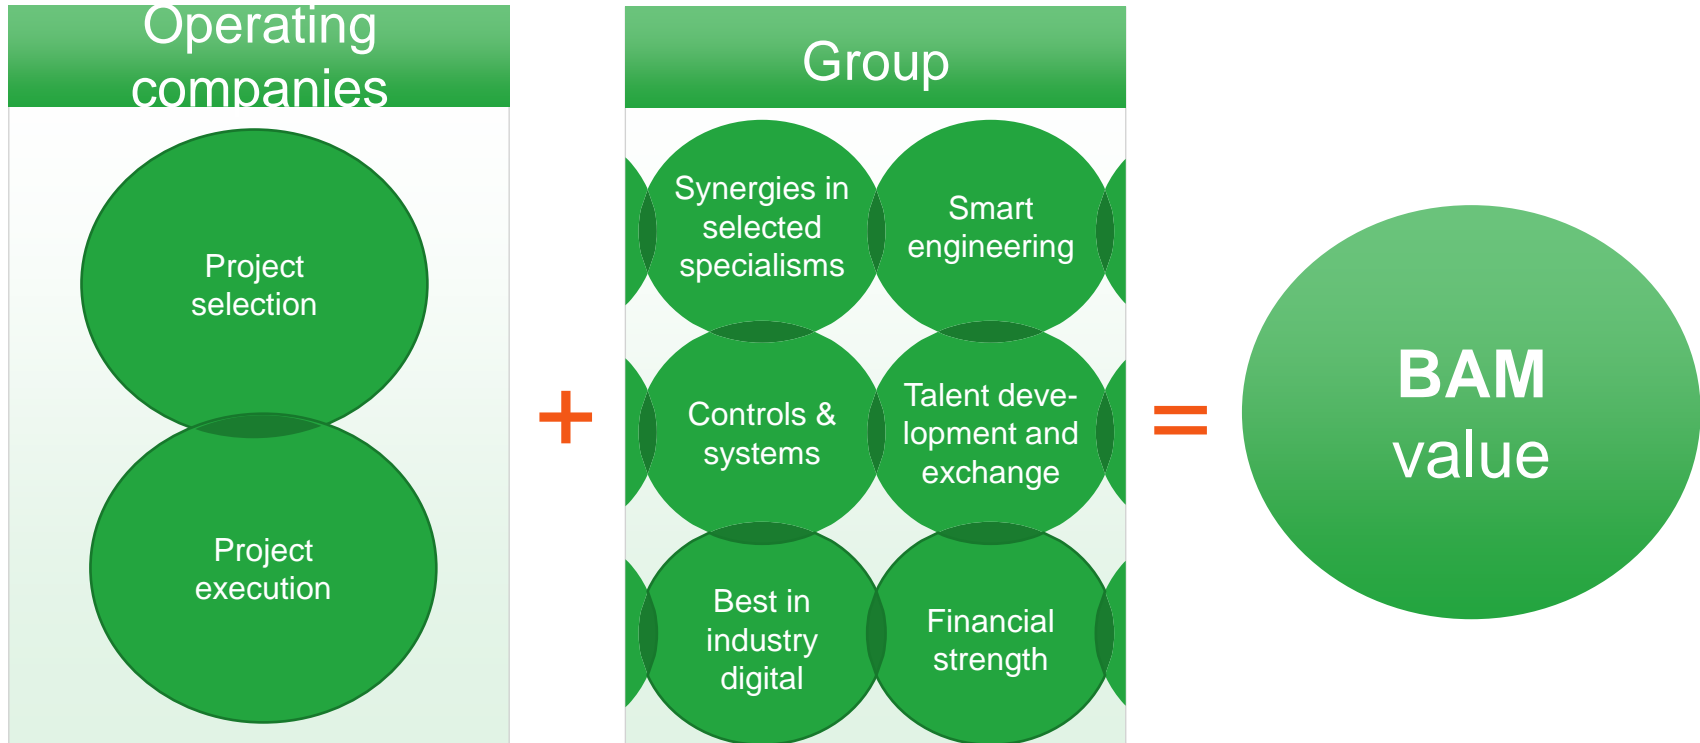 Operating
companies
Project
selection
Project
execution
+
Group
Synergies in
selected
specialisms
Smart
engineering
Controls &
systems
Talent deve-
lopment and
exchange
Best in
industry
digital
Financial
strength
=
BAM
value